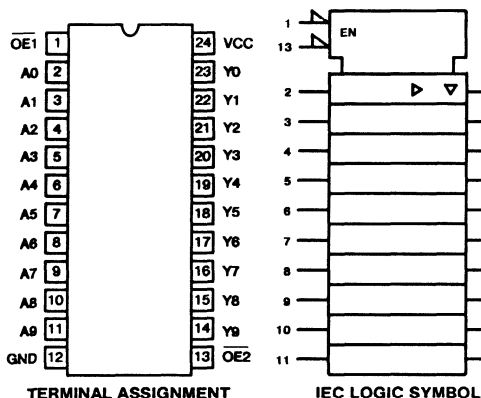 OE1 1 24 VCC
A0 2 23 Y0
A1 3 22 Y1
A2 4 21 Y2
A3 5 20 Y3
A4 6 19 Y4
A5 7 18 Y5
A6 8 17 Y6
A7 9 16 Y7
A8 10 15 Y8
A9 11 14 Y9
GND 12 13 OE2
TERMINAL ASSIGNMENT
1 EN
13
2
3
4
5
6
7
8
9
10
11
IEC LOGIC SYMBOL